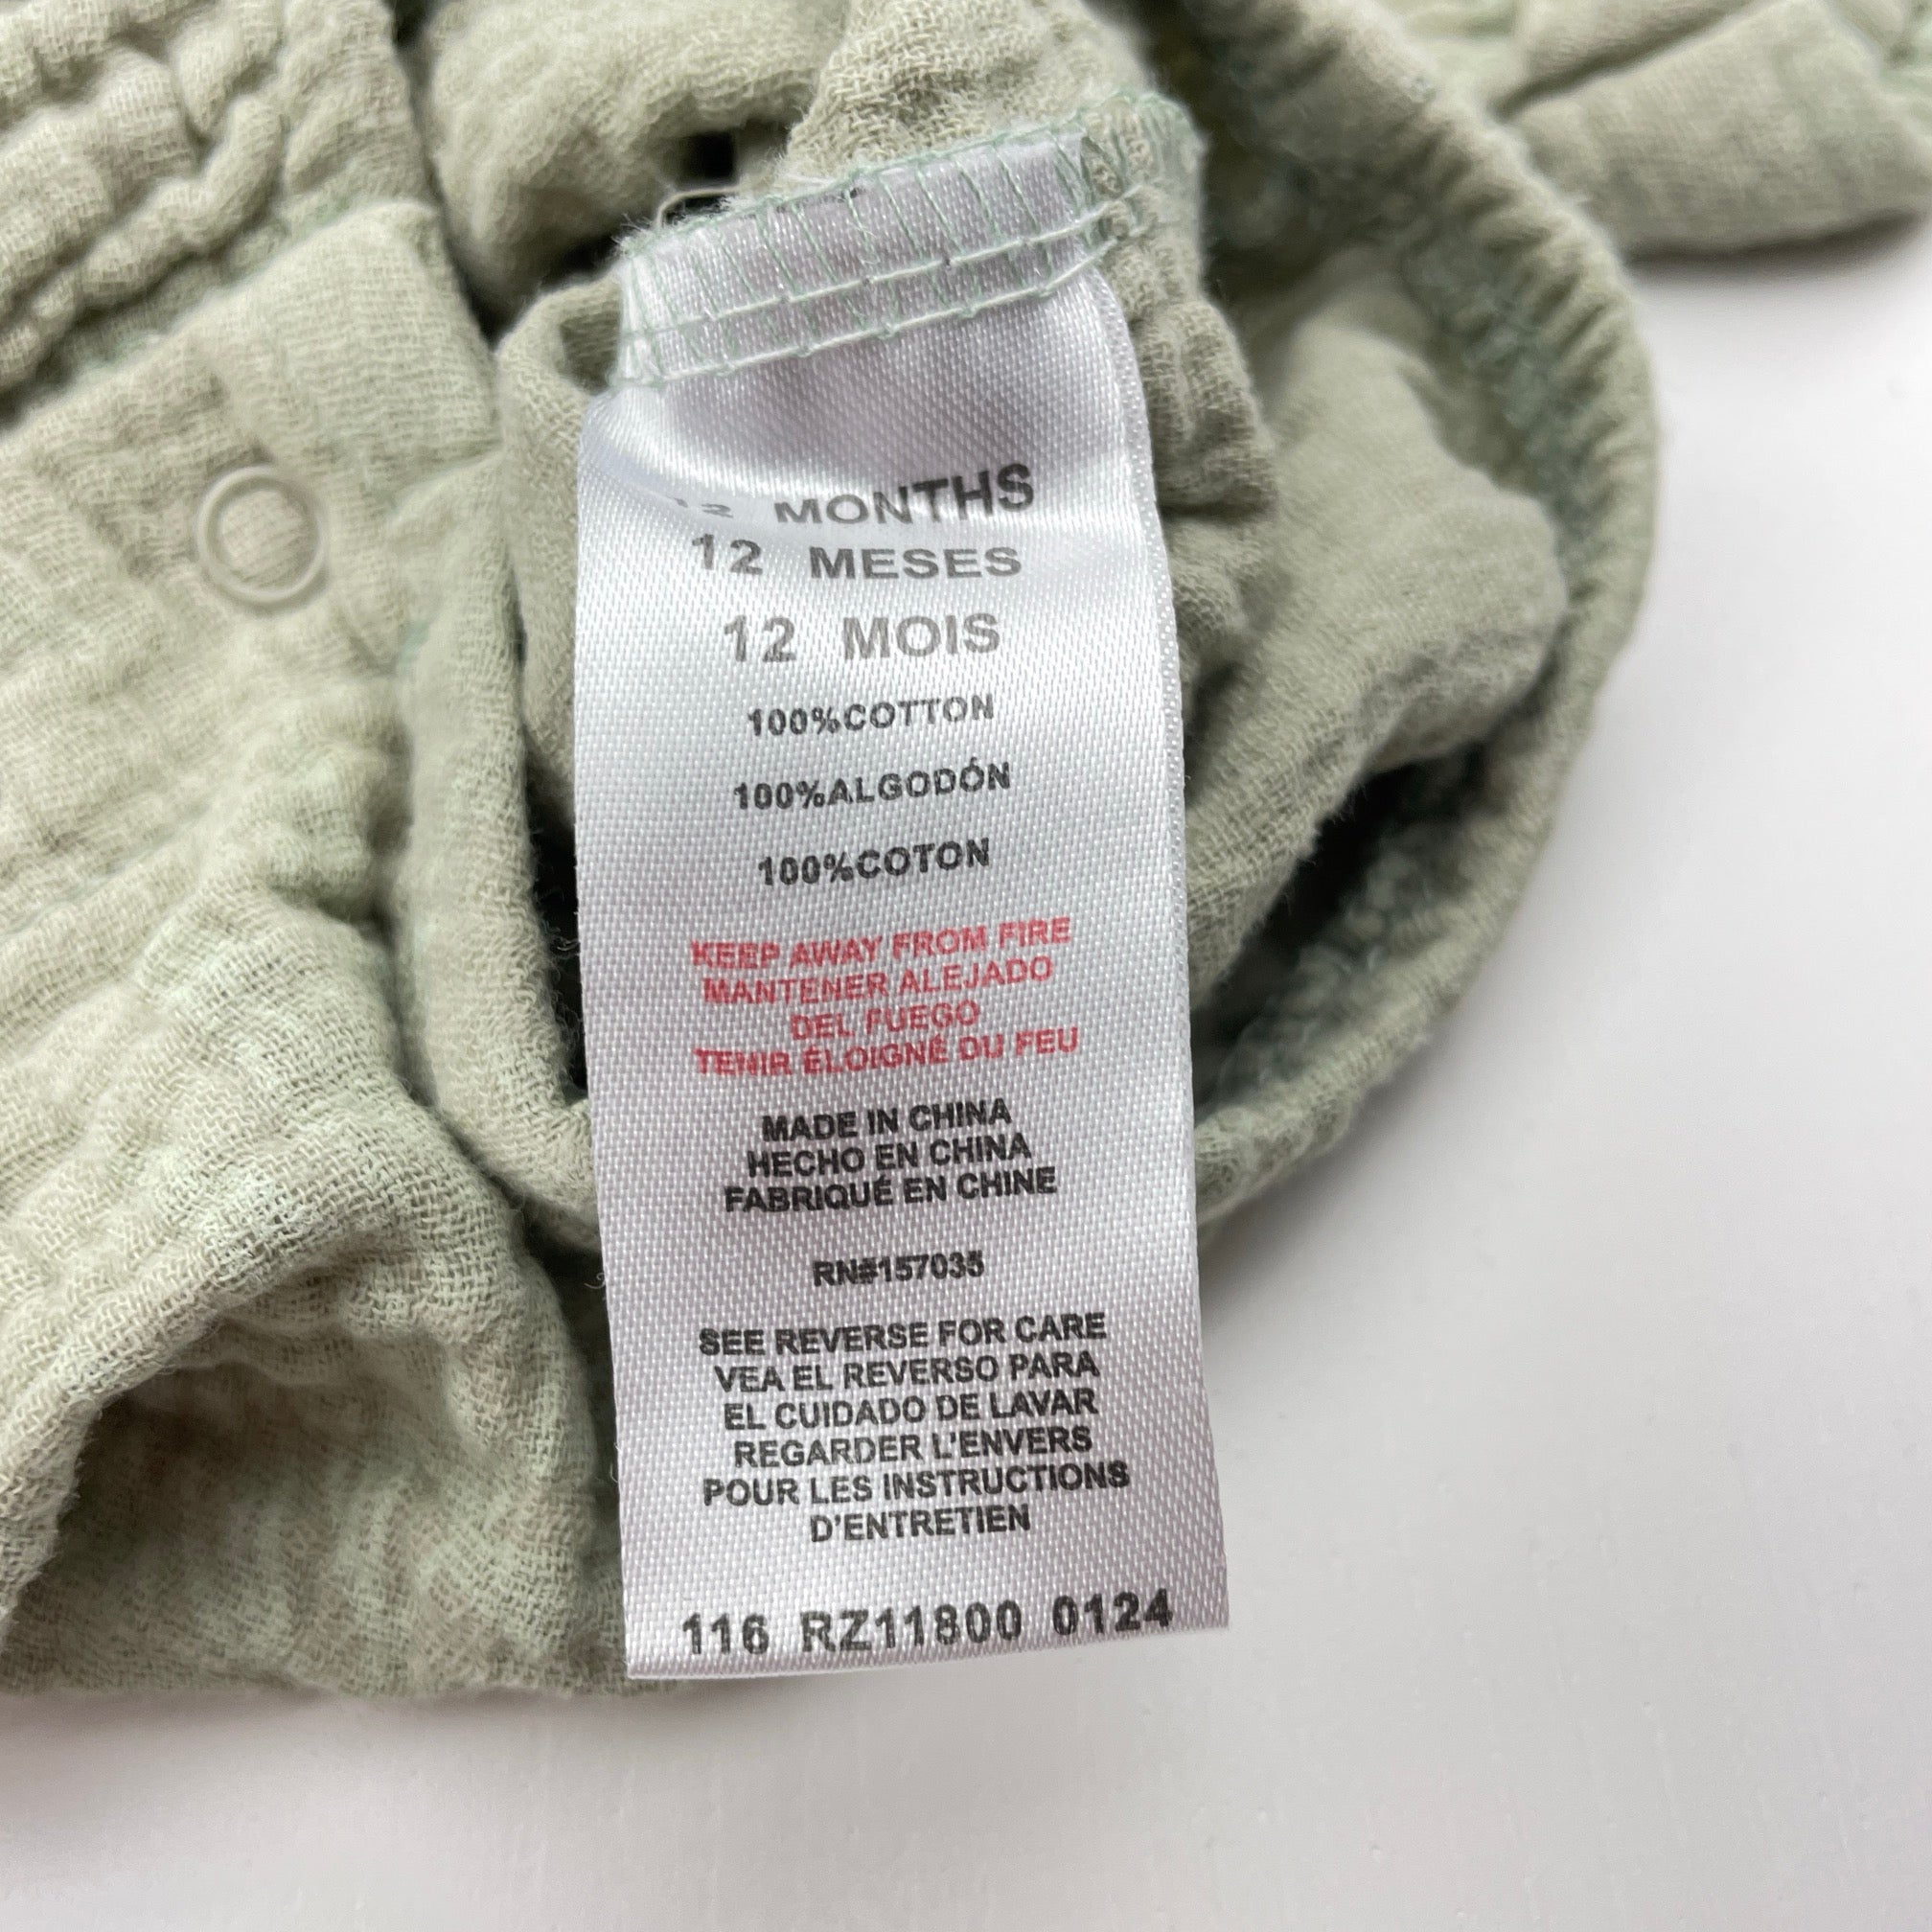 12 MONTHS
12 MESES
12 MOIS
100%COTTON
100%ALGODÓN
100%COTON
KEEP AWAY FROM FIRE
MANTENER ALEJADO
DEL FUEGO
TENIR ÉLOIGNÉ DU FEU
MADE IN CHINA
HECHO EN CHINA
FABRIQUÉ EN CHINE
RN#157035
SEE REVERSE FOR CARE
VEA EL REVERSO PARA
EL CUIDADO DE LAVAR
REGARDER L'ENVERS
POUR LES INSTRUCTIONS
D'ENTRETIEN
116 RZ11800 0124